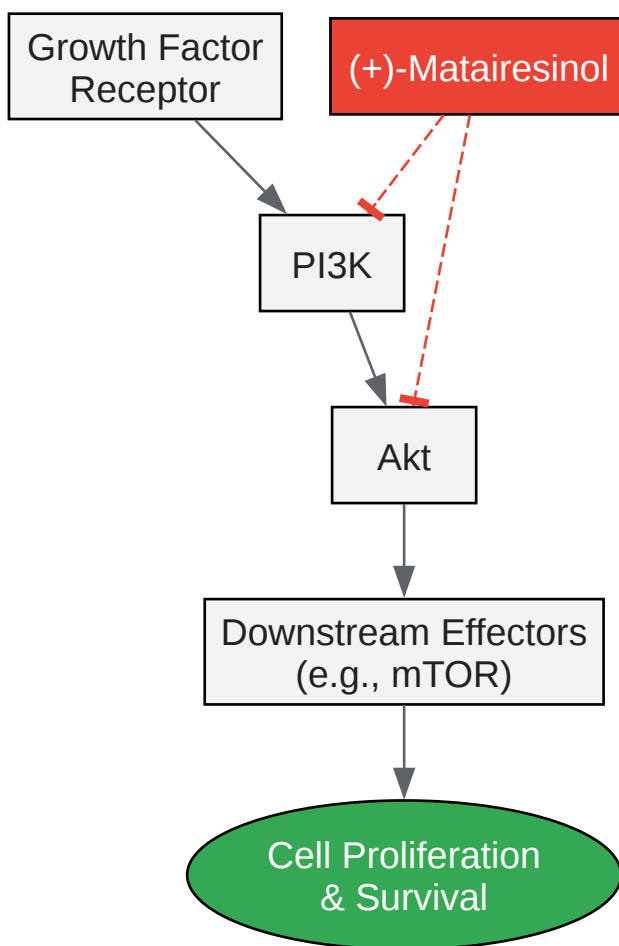 Growth Factor
Receptor
(+)-Matairesinol
PI3K
Akt
Downstream Effectors
(e.g., mTOR)
Cell Proliferation
& Survival